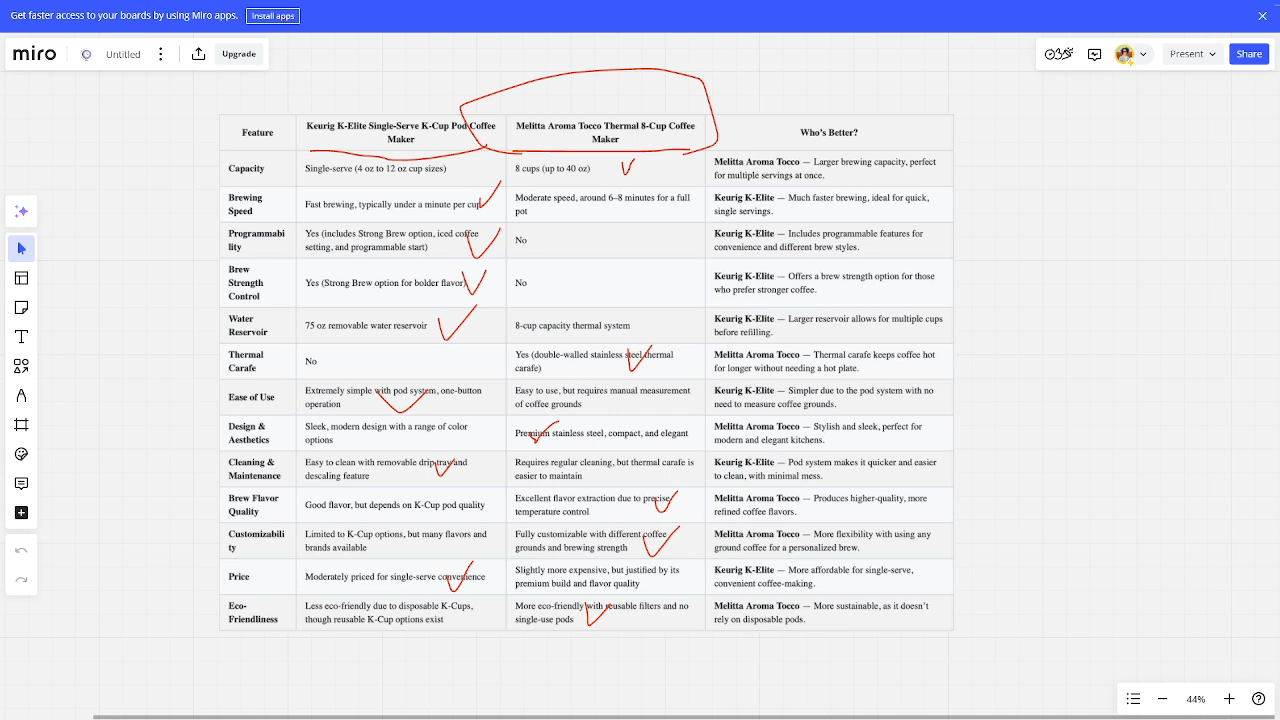 Get faster access to your boards by using Miro apps Install apps
miro Untitled Upgrade Present Share
Feature
Keurig K-Elite Single-Serve K-Cup Pod Coffee
Maker
Melitta Aroma Tocco Thermal 8-Cup Coffee
Maker
Who's Better?
Capacity
Single-serve (4 oz to 12 oz cup sizes)
8 cups (up to 40 oz)
Melitta Aroma Tocco — Larger brewing capacity, perfect
for multiple servings at once.
Brewing
Speed
Fast brewing, typically under a minute per cup
Moderate speed, around 6–8 minutes for a full
pot
Keurig K-Elite — Much faster brewing, ideal for quick,
single servings.
Programmabi
lity
Yes (includes Strong Brew option, iced coffee
setting, and programmable start)
No
Keurig K-Elite — Includes programmable features for
convenience and different brew styles.
Brew
Strength
Control
Yes (Strong Brew option for bolder flavor)
No
Keurig K-Elite — Offers a brew strength option for those
who prefer stronger coffee.
Water
Reservoir
75 oz removable water reservoir
8-cup capacity thermal system
Keurig K-Elite — Larger reservoir allows for multiple cups
before refilling.
Thermal
Carafe
No
Yes (double-walled stainless steel thermal
carafe)
Melitta Aroma Tocco — Thermal carafe keeps coffee hot
for longer without needing a hot plate.
Ease of Use
Extremely simple with pod system, one-button
operation
Easy to use, but requires manual measurement
of coffee grounds
Keurig K-Elite — Simpler due to the pod system with no
need to measure coffee grounds.
Design &
Aesthetics
Sleek, modern design with a range of color
options
Premium stainless steel, compact, and elegant
Melitta Aroma Tocco — Stylish and sleek, perfect for
modern and elegant kitchens.
Cleaning &
Maintenance
Easy to clean with removable drip tray and
descaling feature
Requires regular cleaning, but thermal carafe is
easier to maintain
Keurig K-Elite — Pod system makes it quicker and easier
to clean, with minimal mess.
Brew Flavor
Quality
Good flavor, but depends on K-Cup pod quality
Excellent flavor extraction due to precise
temperature control
Melitta Aroma Tocco — Produces higher-quality, more
refined coffee flavors.
Customizabili
ty
Limited to K-Cup options, but many flavors and
brands available
Fully customizable with different coffee
grounds and brewing strength
Melitta Aroma Tocco — More flexibility with using any
ground coffee for a personalized brew.
Price
Moderately priced for single-serve convenience
Slightly more expensive, but justified by its
premium build and flavor quality
Keurig K-Elite — More affordable for single-serve,
convenient coffee-making.
Eco-
Friendliness
Less eco-friendly due to disposable K-Cups,
though reusable K-Cup options exist
More eco-friendly with reusable filters and no
single-use pods
Melitta Aroma Tocco — More sustainable, as it doesn't
rely on disposable pods.
44%